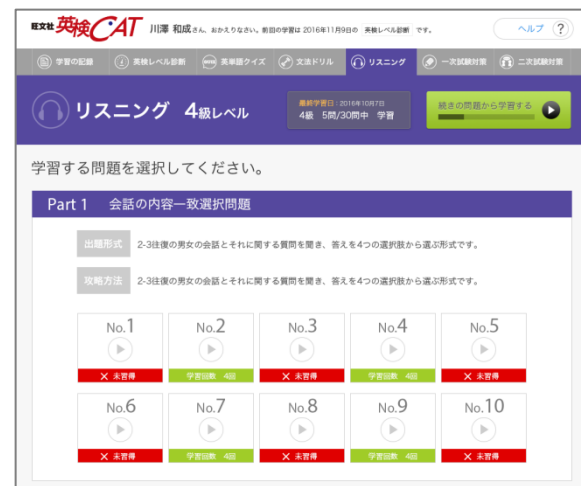 旺文社 英検CAT 川澤 和成さん、おかえりなさい。前回の学習は 2016年11月9日の 英検レベル診断 です。 ヘルプ ?
学習の記録 英検レベル診断 英単語クイズ 文法ドリル リスニング 一次試験対策 二次試験対策
リスニング 4級レベル
最終学習日:2016年10月7日
4級 5問/30問中 学習
続きの問題から学習する
学習する問題を選択してください。
Part 1 会話の内容一致選択問題
出題形式 2-3往復の男女の会話とそれに関する質問を聞き、答えを4つの選択肢から選ぶ形式です。
攻略方法 2-3往復の男女の会話とそれに関する質問を聞き、答えを4つの選択肢から選ぶ形式です。
No.1 No.2 No.3 No.4 No.5
× 未習得 学習回数 4回 × 未習得 学習回数 4回 × 未習得
No.6 No.7 No.8 No.9 No.10
× 未習得 学習回数 4回 × 未習得 学習回数 4回 × 未習得